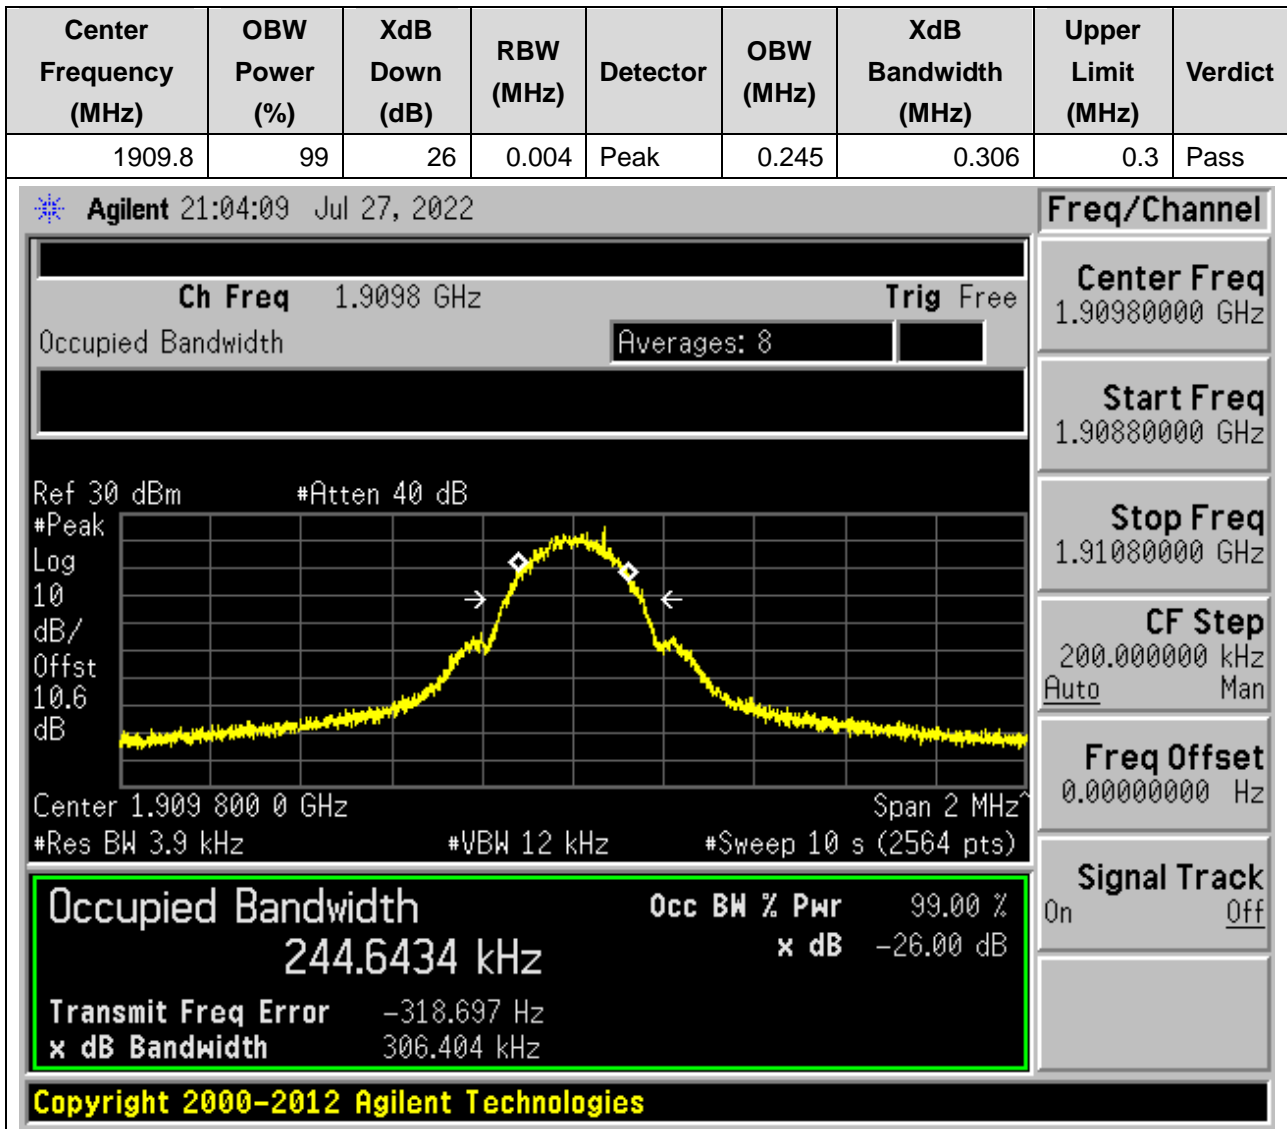 Center Frequency (MHz) OBW Power (%) XdB Down (dB) RBW (MHz) Detector OBW (MHz) XdB Bandwidth (MHz) Upper Limit (MHz) Verdict
1909.8 99 26 0.004 Peak 0.245 0.306 0.3 Pass
Agilent 21:04:09 Jul 27, 2022
Ch Freq 1.9098 GHz Trig Free
Occupied Bandwidth Averages: 8
Ref 30 dBm #Atten 40 dB
#Peak
Log
10
dB/
Offst
10.6
dB
Center 1.909 800 0 GHz Span 2 MHz^
#Res BW 3.9 kHz #VBW 12 kHz #Sweep 10 s (2564 pts)
Occupied Bandwidth Occ BW % Pwr 99.00 %
244.6434 kHz x dB -26.00 dB
Transmit Freq Error -318.697 Hz
x dB Bandwidth 306.404 kHz
Copyright 2000-2012 Agilent Technologies
Freq/Channel
Center Freq
1.90980000 GHz
Start Freq
1.90880000 GHz
Stop Freq
1.91080000 GHz
CF Step
200.000000 kHz
Auto Man
Freq Offset
0.00000000 Hz
Signal Track
On Off